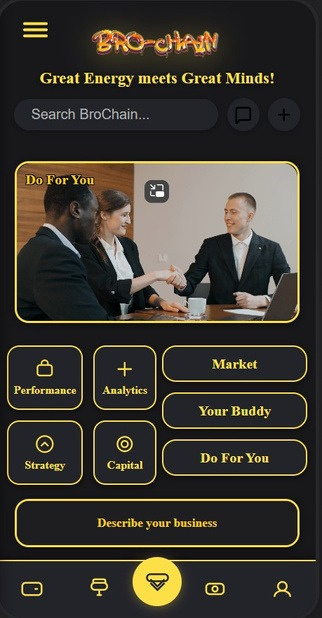 BRO-CHAIN
Great Energy meets Great Minds!
Search BroChain...
Do For You
Performance
Analytics
Market
Your Buddy
Strategy
Capital
Do For You
Describe your business